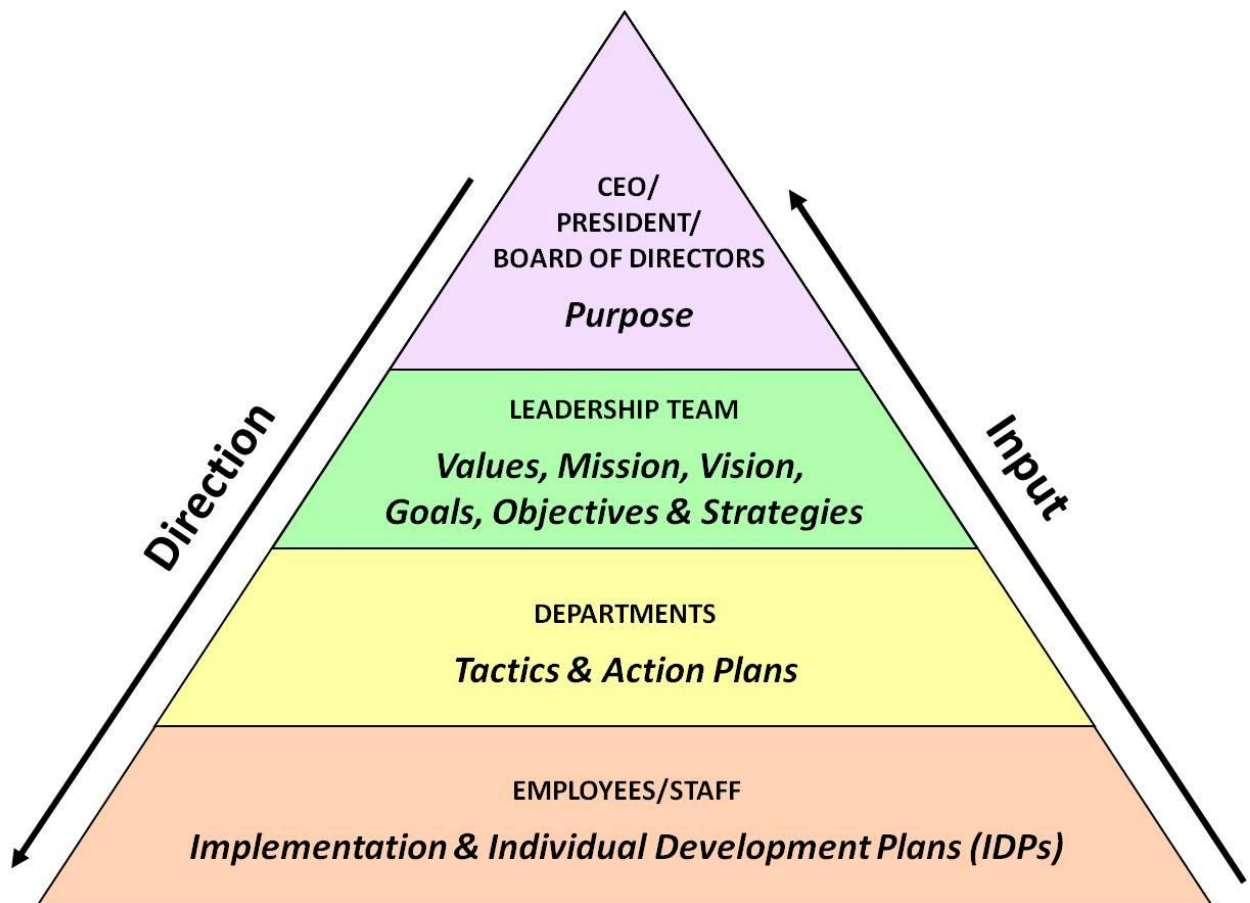 CEO/
PRESIDENT/
BOARD OF DIRECTORS
Purpose
LEADERSHIP TEAM
Values, Mission, Vision,
Goals, Objectives & Strategies
DEPARTMENTS
Tactics & Action Plans
EMPLOYEES/STAFF
Implementation & Individual Development Plans (IDPs)
Direction
Input